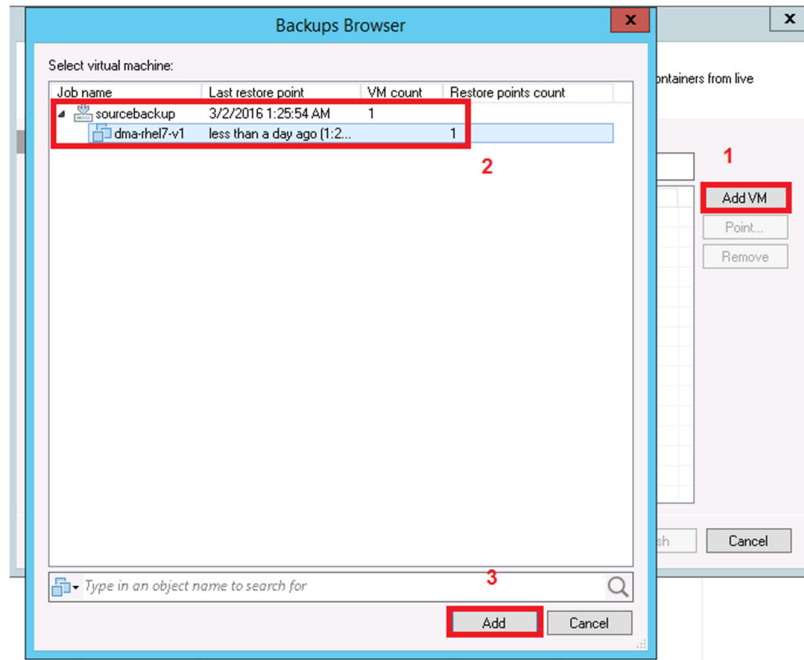 Backups Browser
x
x
Select virtual machine:
ontainers from live
Job name Last restore point VM count Restore points count
sourcebackup 3/2/2016 1:25:54 AM 1
dma-rhel7-v1 less than a day ago (1:2... 1
2
1
Add VM
Point...
Remove
sh Cancel
Type in an object name to search for
3
Add Cancel